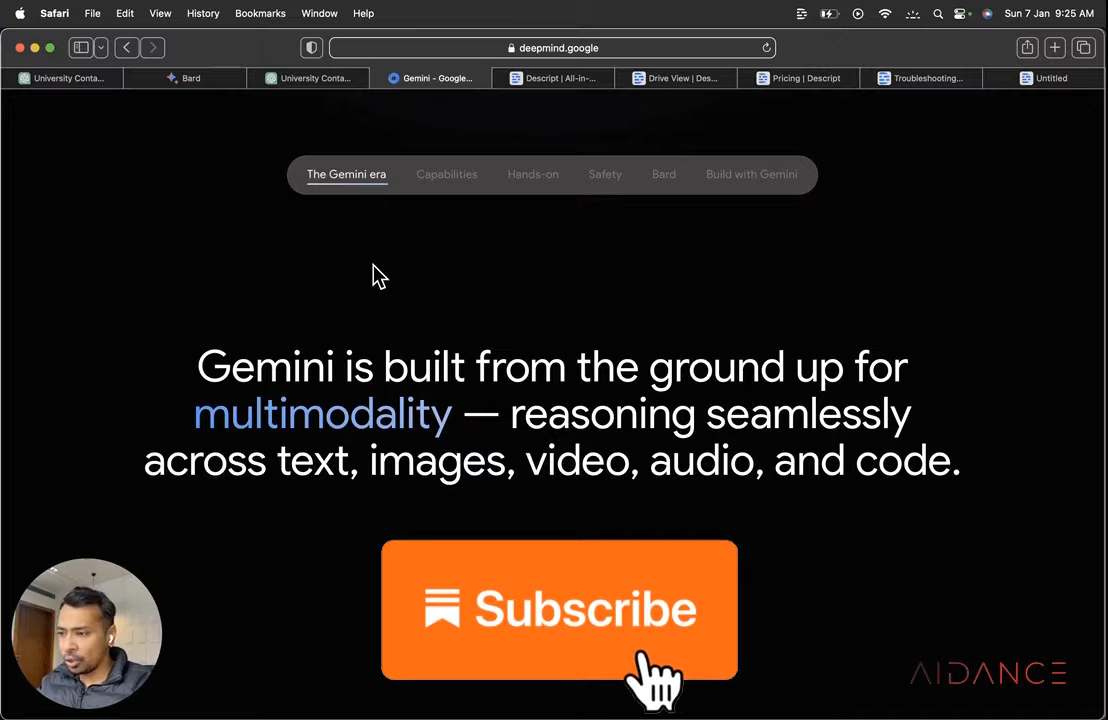 Safari File Edit View History Bookmarks Window Help Sun 7 Jan 9:25 AM
deepmind.google
University Conta... Bard University Conta... Gemini - Google... Descript | All-in-... Drive View | Des... Pricing | Descript Troubleshooting... Untitled
The Gemini era Capabilities Hands-on Safety Bard Build with Gemini
Gemini is built from the ground up for
multimodality — reasoning seamlessly
across text, images, video, audio, and code.
Subscribe
AIDANCE